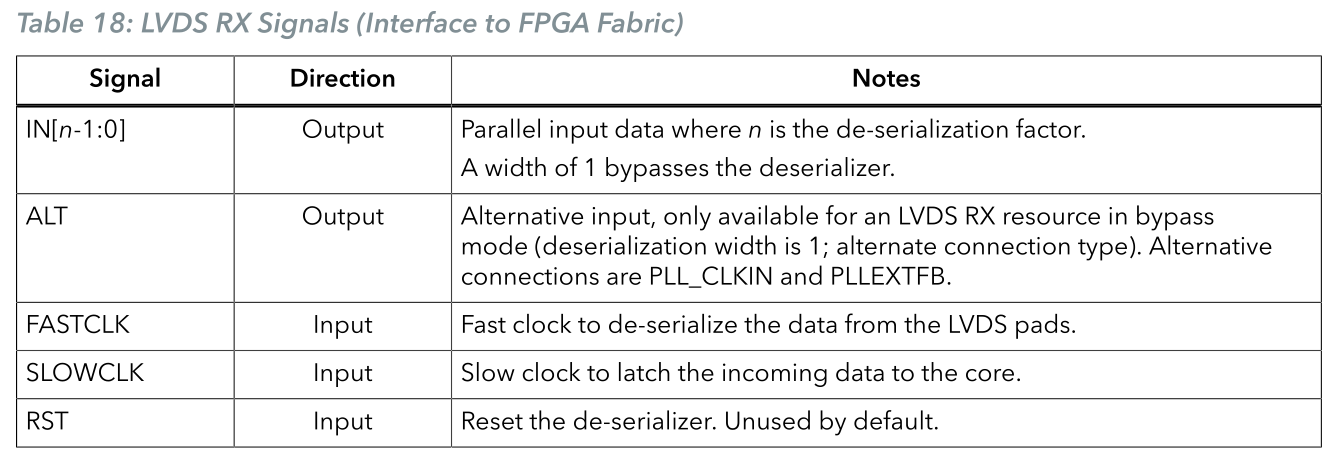 Table 18: LVDS RX Signals (Interface to FPGA Fabric)
Signal Direction Notes
IN[n-1:0] Output Parallel input data where n is the de-serialization factor.
A width of 1 bypasses the deserializer.
ALT Output Alternative input, only available for an LVDS RX resource in bypass
mode (deserialization width is 1; alternate connection type). Alternative
connections are PLL_CLKIN and PLLEXTFB.
FASTCLK Input Fast clock to de-serialize the data from the LVDS pads.
SLOWCLK Input Slow clock to latch the incoming data to the core.
RST Input Reset the de-serializer. Unused by default.